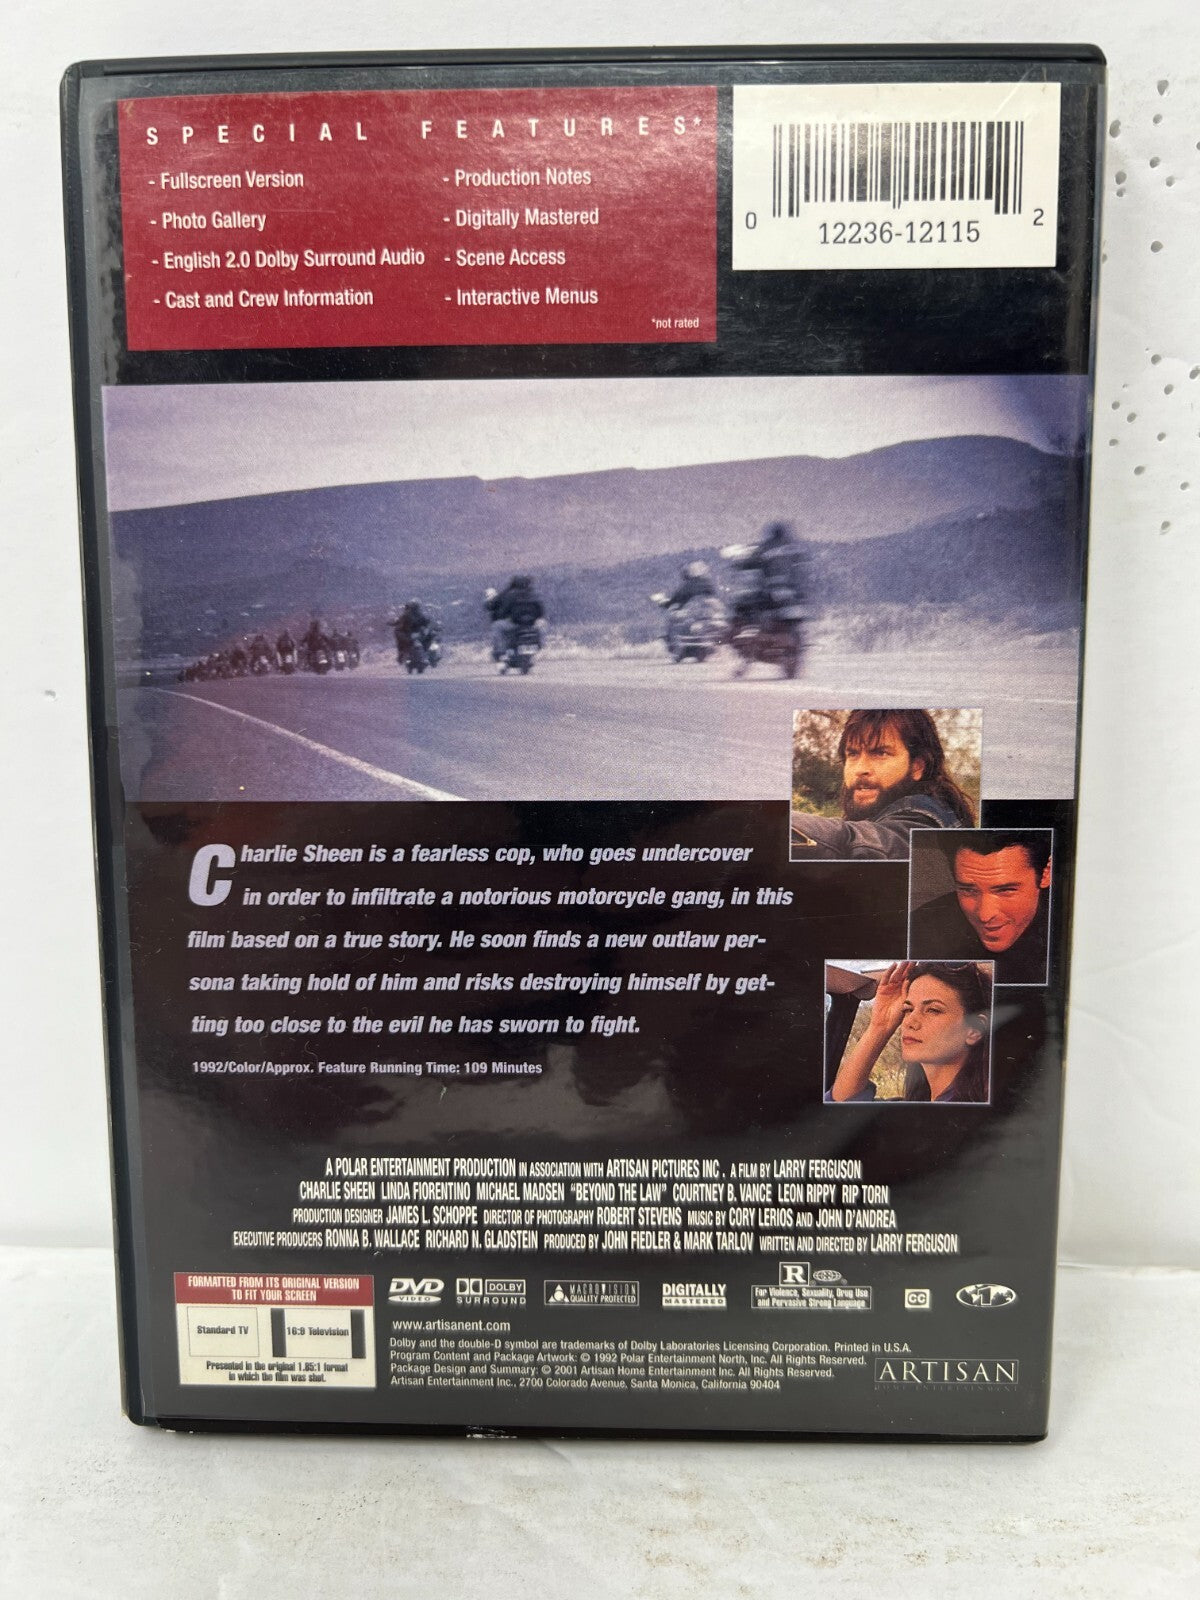 SPECIAL FEATURES*
- Fullscreen Version
- Photo Gallery
- English 2.0 Dolby Surround Audio
- Cast and Crew Information
- Production Notes
- Digitally Mastered
- Scene Access
- Interactive Menus
*not rated
0 12236-12115 2
Charlie Sheen is a fearless cop, who goes undercover
in order to infiltrate a notorious motorcycle gang, in this
film based on a true story. He soon finds a new outlaw per-
sona taking hold of him and risks destroying himself by get-
ting too close to the evil he has sworn to fight.
1992/Color/Approx. Feature Running Time: 109 Minutes
A POLAR ENTERTAINMENT PRODUCTION IN ASSOCIATION WITH ARTISAN PICTURES INC. A FILM BY LARRY FERGUSON
CHARLIE SHEEN LINDA FIORENTINO MICHAEL MADSEN "BEYOND THE LAW" COURTNEY B. VANCE LEON RIPPY RIP TORN
PRODUCTION DESIGNER JAMES L. SCHOPPE DIRECTOR OF PHOTOGRAPHY ROBERT STEVENS MUSIC BY CORY LERIOS AND JOHN D'ANDREA
EXECUTIVE PRODUCERS RONNA B. WALLACE RICHARD N. GLADSTEIN PRODUCED BY JOHN FIEDLER & MARK TARLOV WRITTEN AND DIRECTED BY LARRY FERGUSON
FORMATTED FROM ITS ORIGINAL VERSION
TO FIT YOUR SCREEN
Standard TV
16:9 Television
Presented in the original 1.85:1 format
in which the film was shot.
DVD
VIDEO
DOLBY
SURROUND
MACROVISION
QUALITY PROTECTED
DIGITALLY
MASTERED
R
For Violence, Sexuality, Drug Use
and Pervasive Strong Language
CC
1
www.artisanent.com
Dolby and the double-D symbol are trademarks of Dolby Laboratories Licensing Corporation. Printed in U.S.A.
Program Content and Package Artwork: © 1992 Polar Entertainment North, Inc. All Rights Reserved.
Package Design and Summary: © 2001 Artisan Home Entertainment Inc. All Rights Reserved.
Artisan Entertainment Inc., 2700 Colorado Avenue, Santa Monica, California 90404
ARTISAN
HOME ENTERTAINMENT